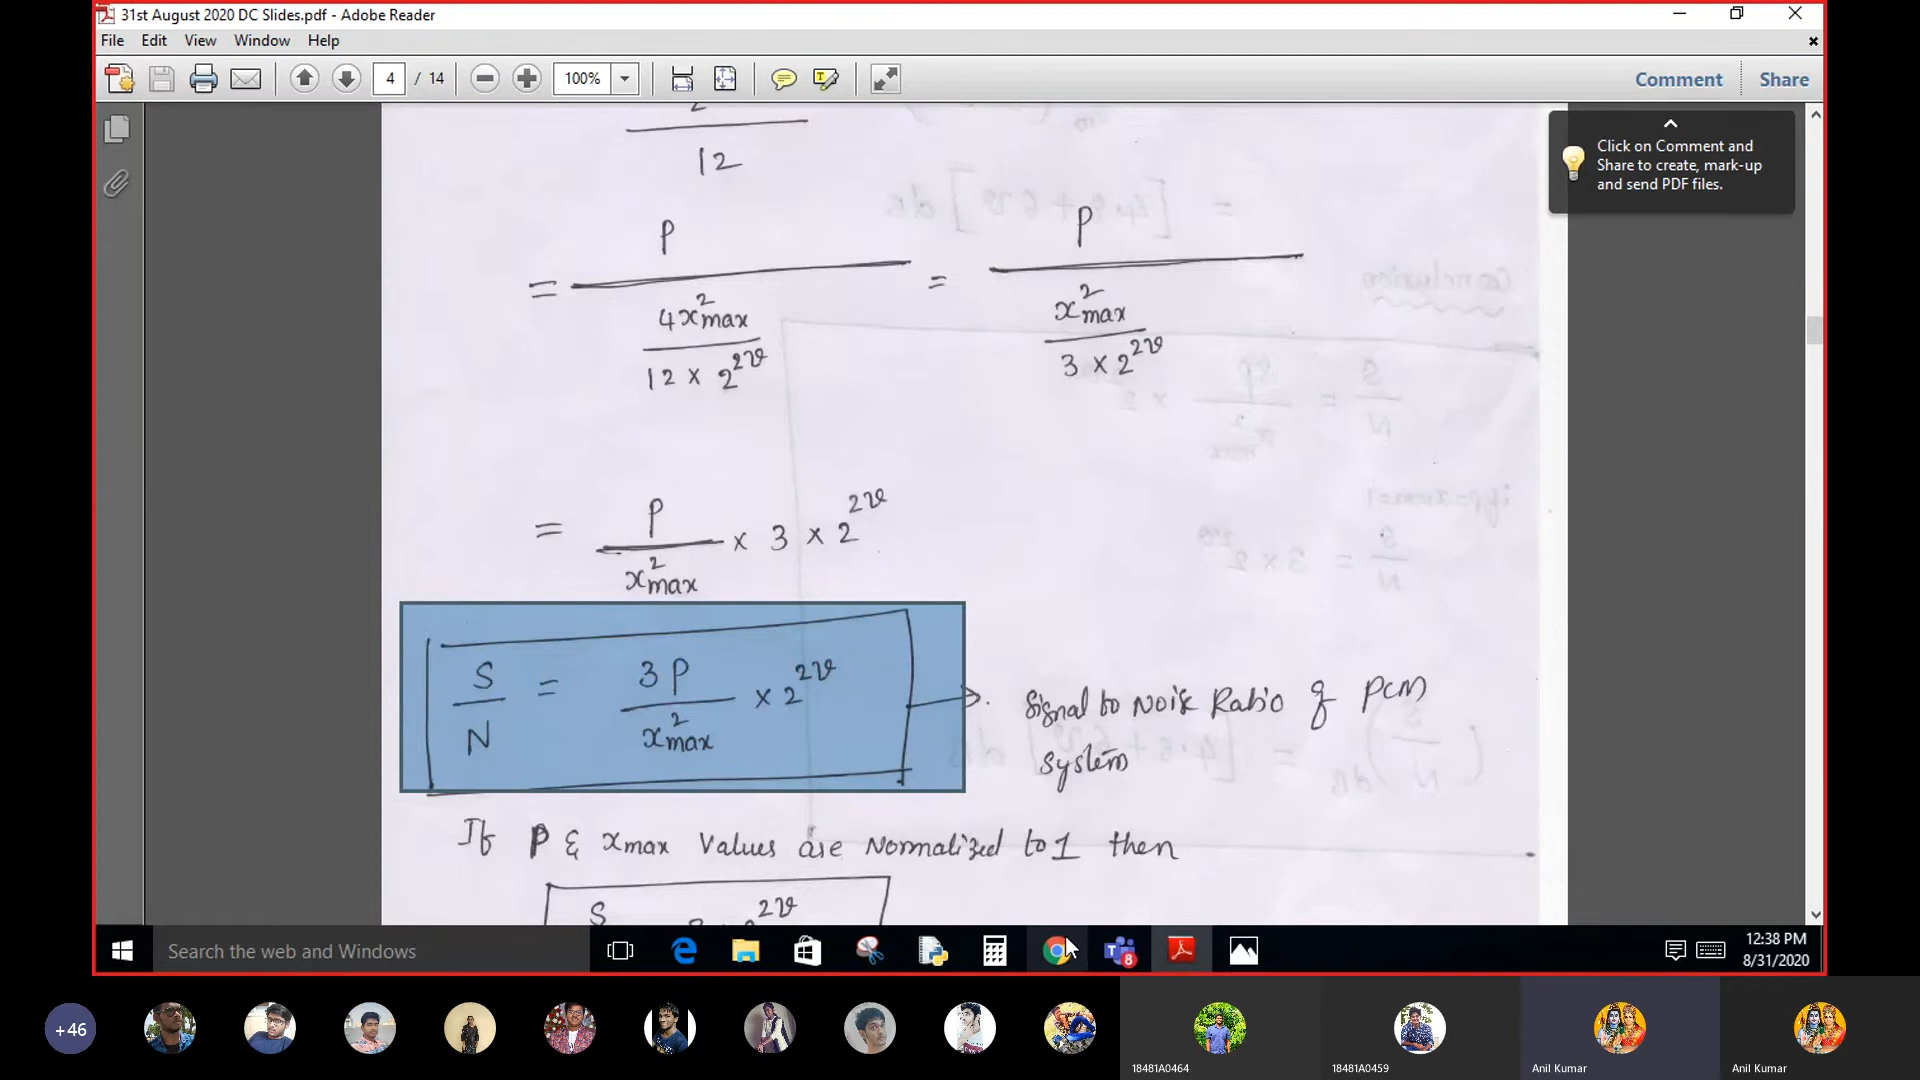 31st August 2020 DC Slides.pdf - Adobe Reader
File Edit View Window Help
4 / 14 100% Comment Share
Click on Comment and
Share to create, mark-up
and send PDF files.
12
P P
= =
4x²max x²max
12 × 2^2v 3 × 2^2v
= P / x²max × 3 × 2^2v
S/N = 3P / x²max × 2^2v
Signal to Noise Ratio of PCM
system
If P & xmax Values are Normalized to 1 then
S 2v
Search the web and Windows
8
12:38 PM
8/31/2020
+46
18481A0464 18481A0459 Anil Kumar Anil Kumar